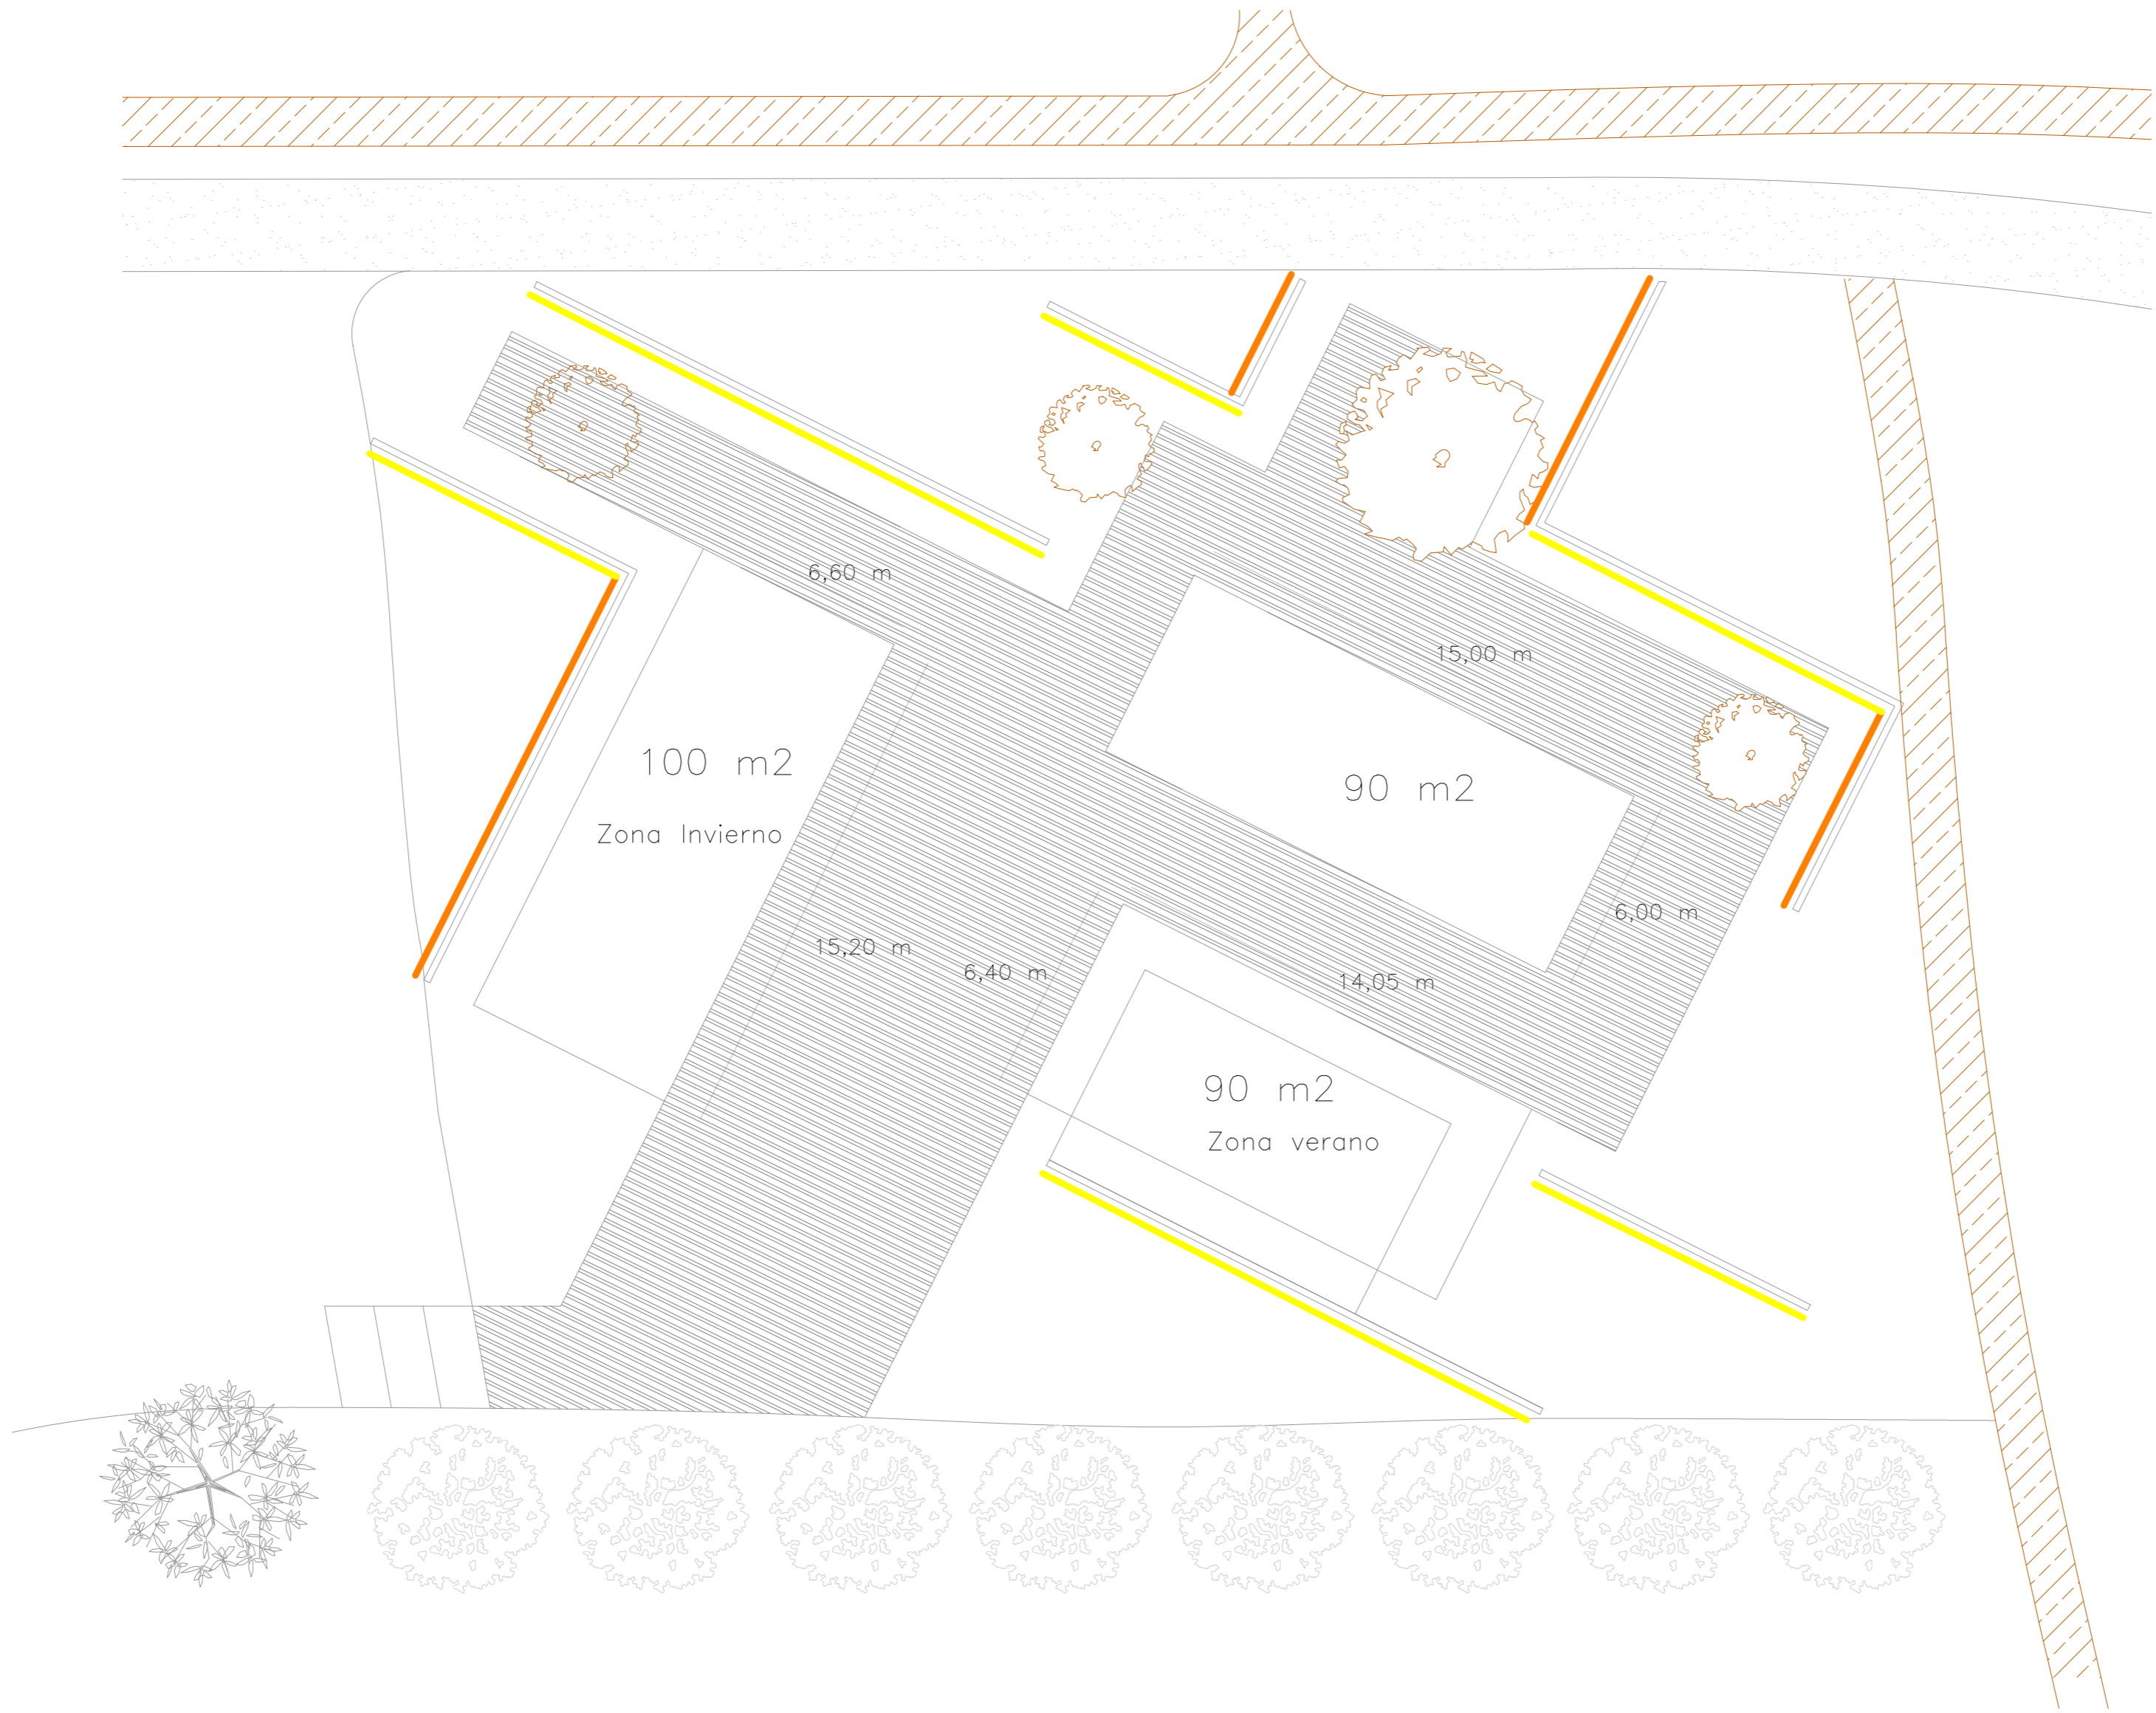 6,60 m
15,00 m
100 m2
Zona Invierno
90 m2
6,00 m
15,20 m
6,40 m
14,05 m
90 m2
Zona verano